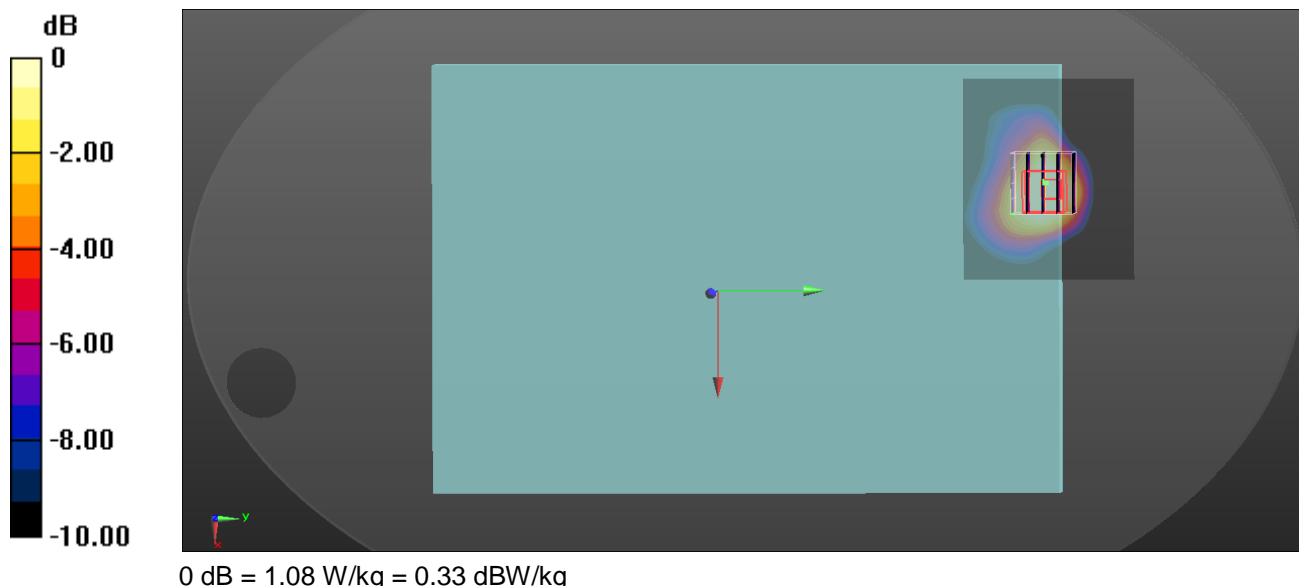 dB
0
-2.00
-4.00
-6.00
-8.00
-10.00
y
x
0 dB = 1.08 W/kg = 0.33 dBW/kg